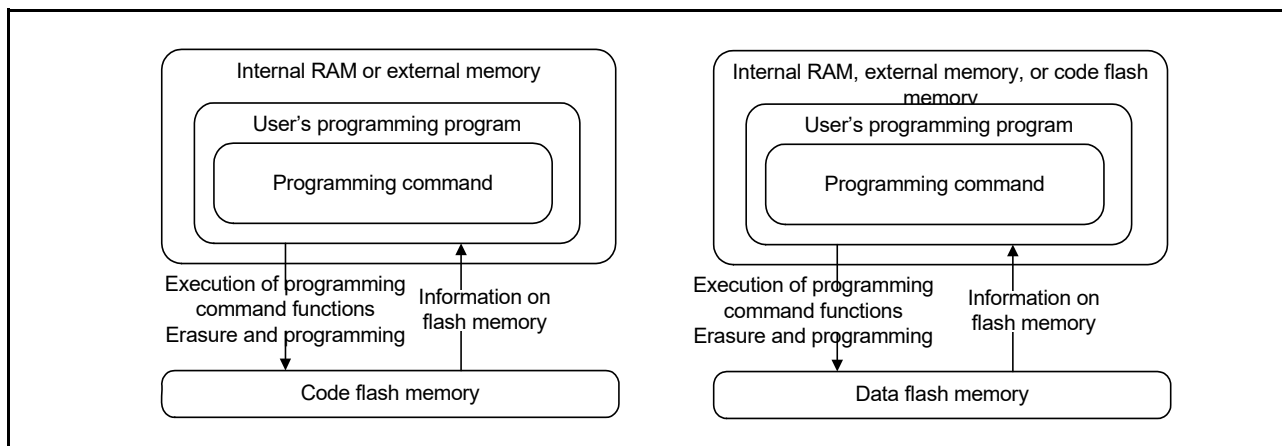 Internal RAM or external memory
User's programming program
Programming command
Execution of programming
command functions
Erasure and programming
Information on
flash memory
Code flash memory
Internal RAM, external memory, or code flash
memory
User's programming program
Programming command
Execution of programming
command functions
Erasure and programming
Information on
flash memory
Data flash memory